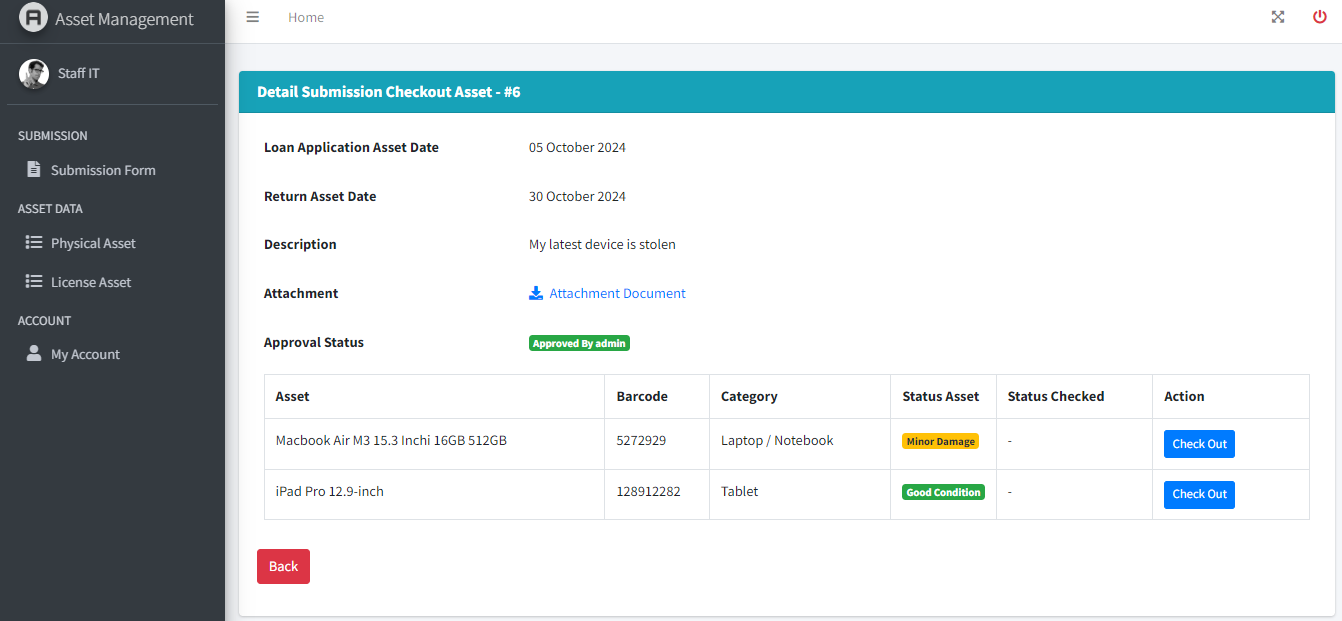 Asset Management
Home
Staff IT
SUBMISSION
Submission Form
ASSET DATA
Physical Asset
License Asset
ACCOUNT
My Account
Detail Submission Checkout Asset - #6
Loan Application Asset Date 05 October 2024
Return Asset Date 30 October 2024
Description My latest device is stolen
Attachment Attachment Document
Approval Status Approved By admin
Asset Barcode Category Status Asset Status Checked Action
Macbook Air M3 15.3 Inchi 16GB 512GB 5272929 Laptop / Notebook Minor Damage - Check Out
iPad Pro 12.9-inch 128912282 Tablet Good Condition - Check Out
Back